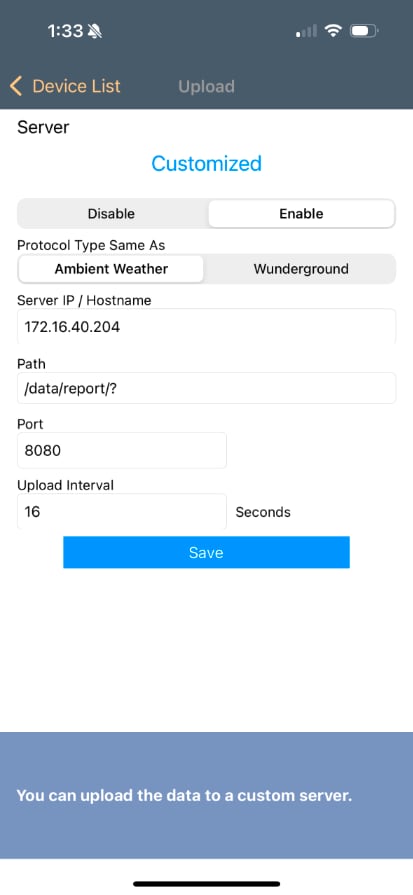 1:33
Device List Upload
Server
Customized
Disable Enable
Protocol Type Same As
Ambient Weather Wunderground
Server IP / Hostname
172.16.40.204
Path
/data/report/?
Port
8080
Upload Interval
16 Seconds
Save
You can upload the data to a custom server.